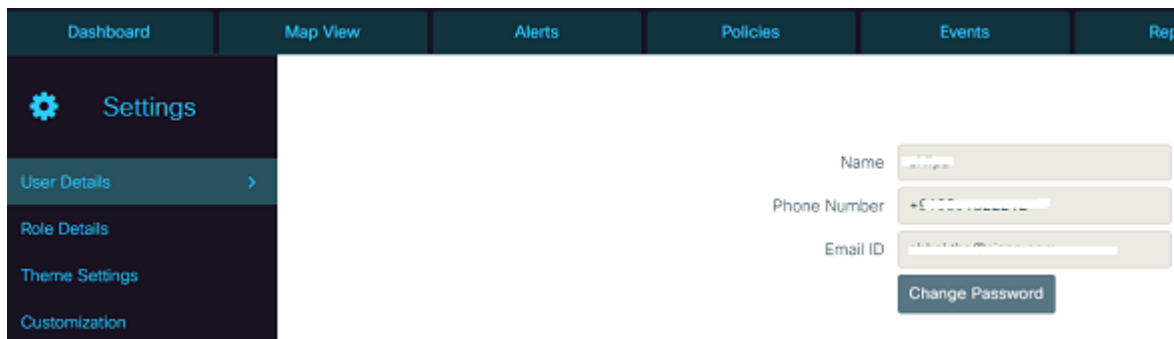 Dashboard
Map View
Alerts
Policies
Events
Rep
Settings
User Details
Role Details
Theme Settings
Customization
Name
Phone Number
Email ID
Change Password